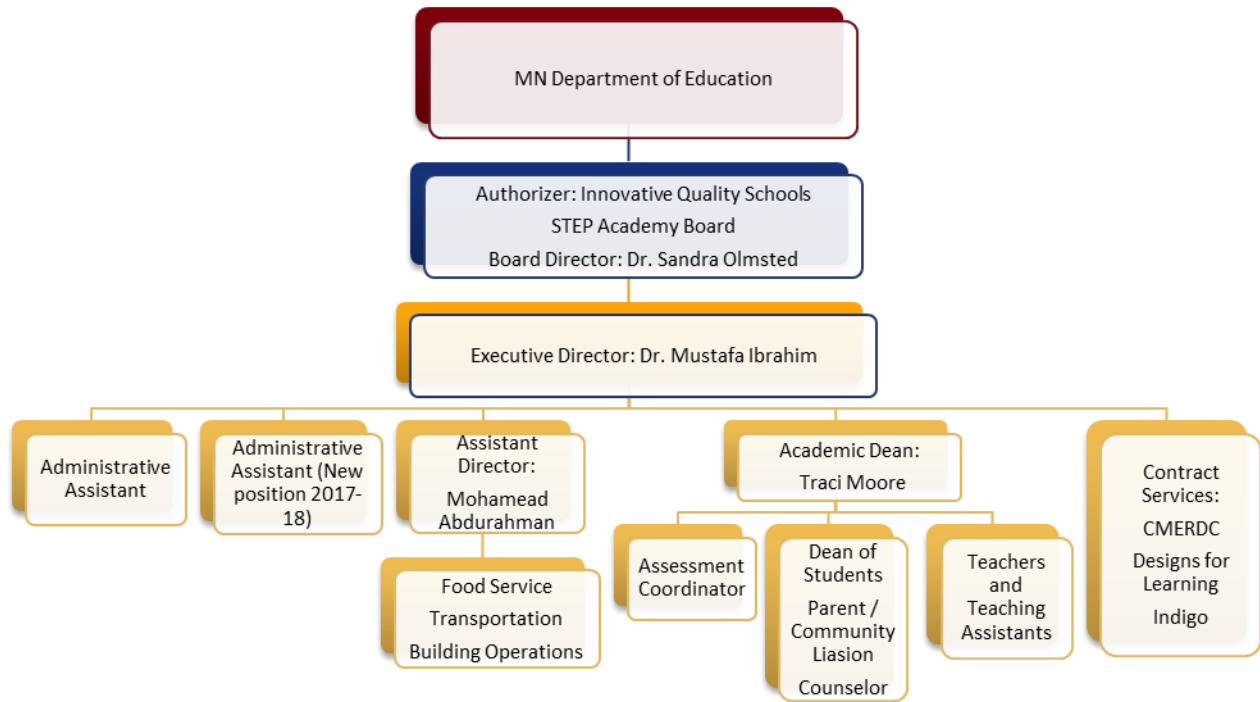 MN Department of Education
Authorizer: Innovative Quality Schools
STEP Academy Board
Board Director: Dr. Sandra Olmsted
Executive Director: Dr. Mustafa Ibrahim
Administrative
Assistant
Administrative
Assistant (New
position 2017-
18)
Assistant
Director:
Mohamead
Abdurahman
Food Service
Transportation
Building Operations
Academic Dean:
Traci Moore
Assessment
Coordinator
Dean of
Students
Parent /
Community
Liasion
Counselor
Teachers
and
Teaching
Assistants
Contract
Services:
CMERDC
Designs for
Learning
Indigo